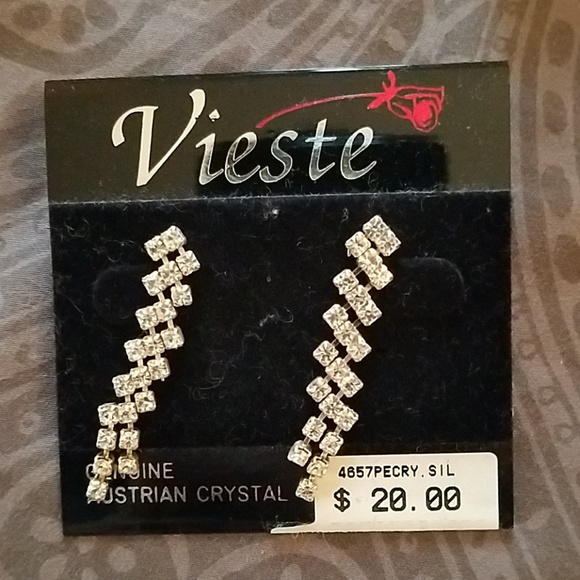 Vieste
GENUINE
AUSTRIAN CRYSTAL
4657PECRY.SIL
$ 20.00